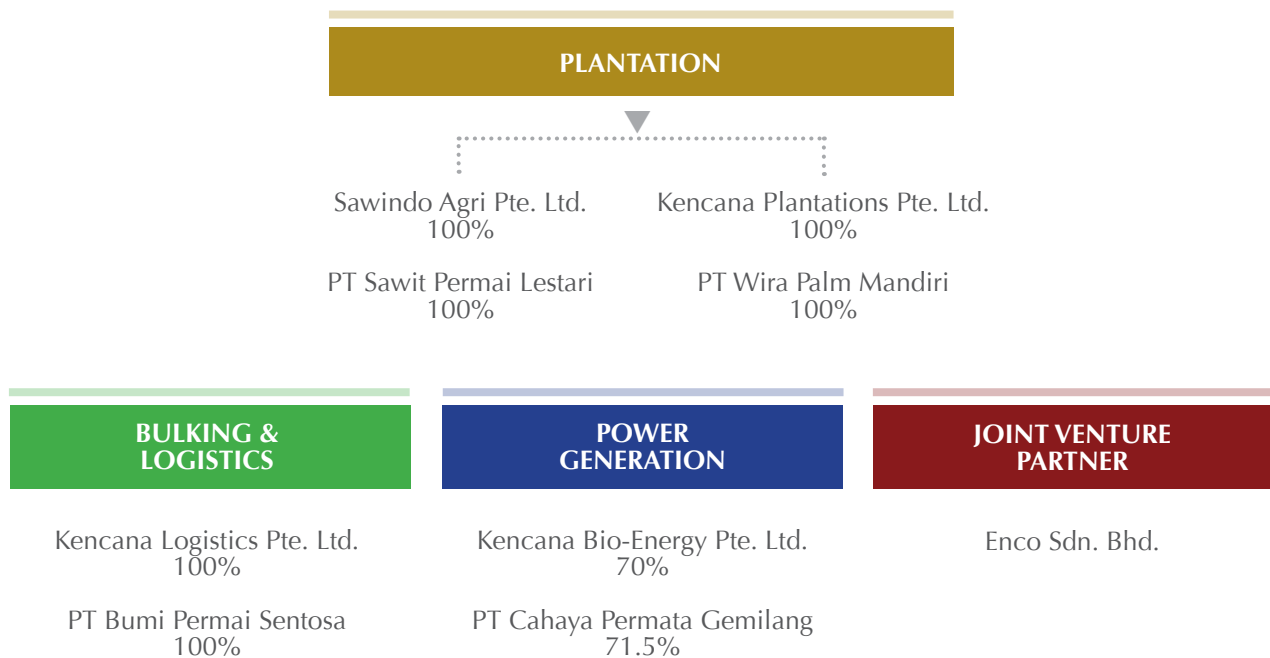 PLANTATION
Sawindo Agri Pte. Ltd.
100%
PT Sawit Permai Lestari
100%
Kencana Plantations Pte. Ltd.
100%
PT Wira Palm Mandiri
100%
BULKING &
LOGISTICS
Kencana Logistics Pte. Ltd.
100%
PT Bumi Permai Sentosa
100%
POWER
GENERATION
Kencana Bio-Energy Pte. Ltd.
70%
PT Cahaya Permata Gemilang
71.5%
JOINT VENTURE
PARTNER
Enco Sdn. Bhd.